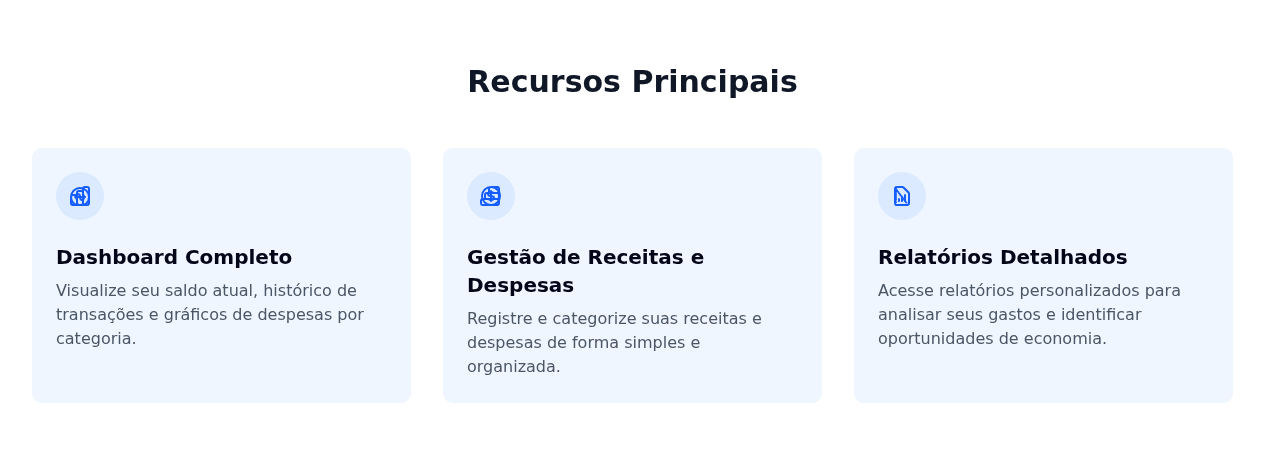 Recursos Principais
Dashboard Completo
Visualize seu saldo atual, histórico de
transações e gráficos de despesas por
categoria.
Gestão de Receitas e
Despesas
Registre e categorize suas receitas e
despesas de forma simples e
organizada.
Relatórios Detalhados
Acesse relatórios personalizados para
analisar seus gastos e identificar
oportunidades de economia.